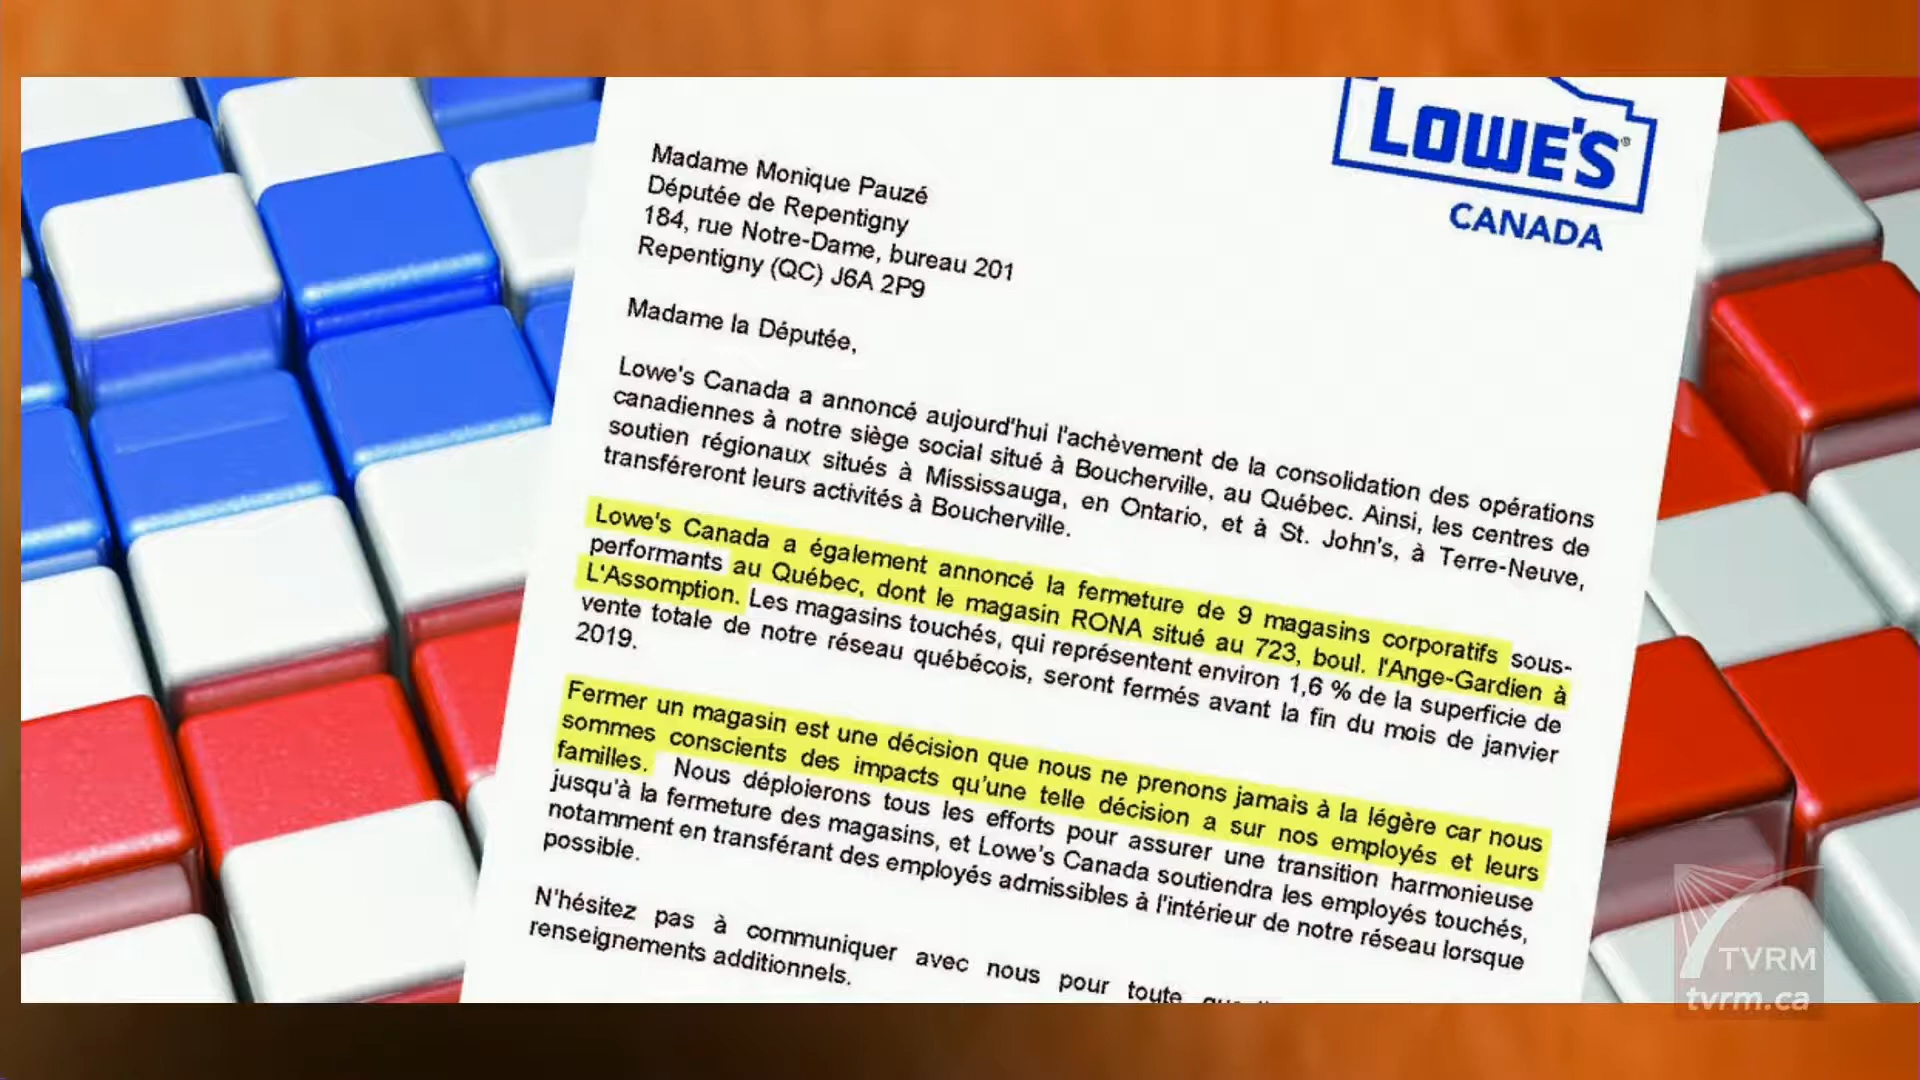 LOWE'S®
CANADA
Madame Monique Pauzé
Députée de Repentigny
184, rue Notre-Dame, bureau 201
Repentigny (QC) J6A 2P9
Madame la Députée,
Lowe's Canada a annoncé aujourd'hui l'achèvement de la consolidation des opérations
canadiennes à notre siège social situé à Boucherville, au Québec. Ainsi, les centres de
soutien régionaux situés à Mississauga, en Ontario, et à St. John's, à Terre-Neuve,
transféreront leurs activités à Boucherville.
Lowe's Canada a également annoncé la fermeture de 9 magasins corporatifs sous-
performants au Québec, dont le magasin RONA situé au 723, boul. l'Ange-Gardien à
L'Assomption. Les magasins touchés, qui représentent environ 1,6 % de la superficie de
vente totale de notre réseau québécois, seront fermés avant la fin du mois de janvier
2019.
Fermer un magasin est une décision que nous ne prenons jamais à la légère car nous
sommes conscients des impacts qu'une telle décision a sur nos employés et leurs
familles. Nous déploierons tous les efforts pour assurer une transition harmonieuse
jusqu'à la fermeture des magasins, et Lowe's Canada soutiendra les employés touchés,
notamment en transférant des employés admissibles à l'intérieur de notre réseau lorsque
possible.
N'hésitez pas à communiquer avec nous pour toute
renseignements additionnels.
TVRM
tvrm.ca